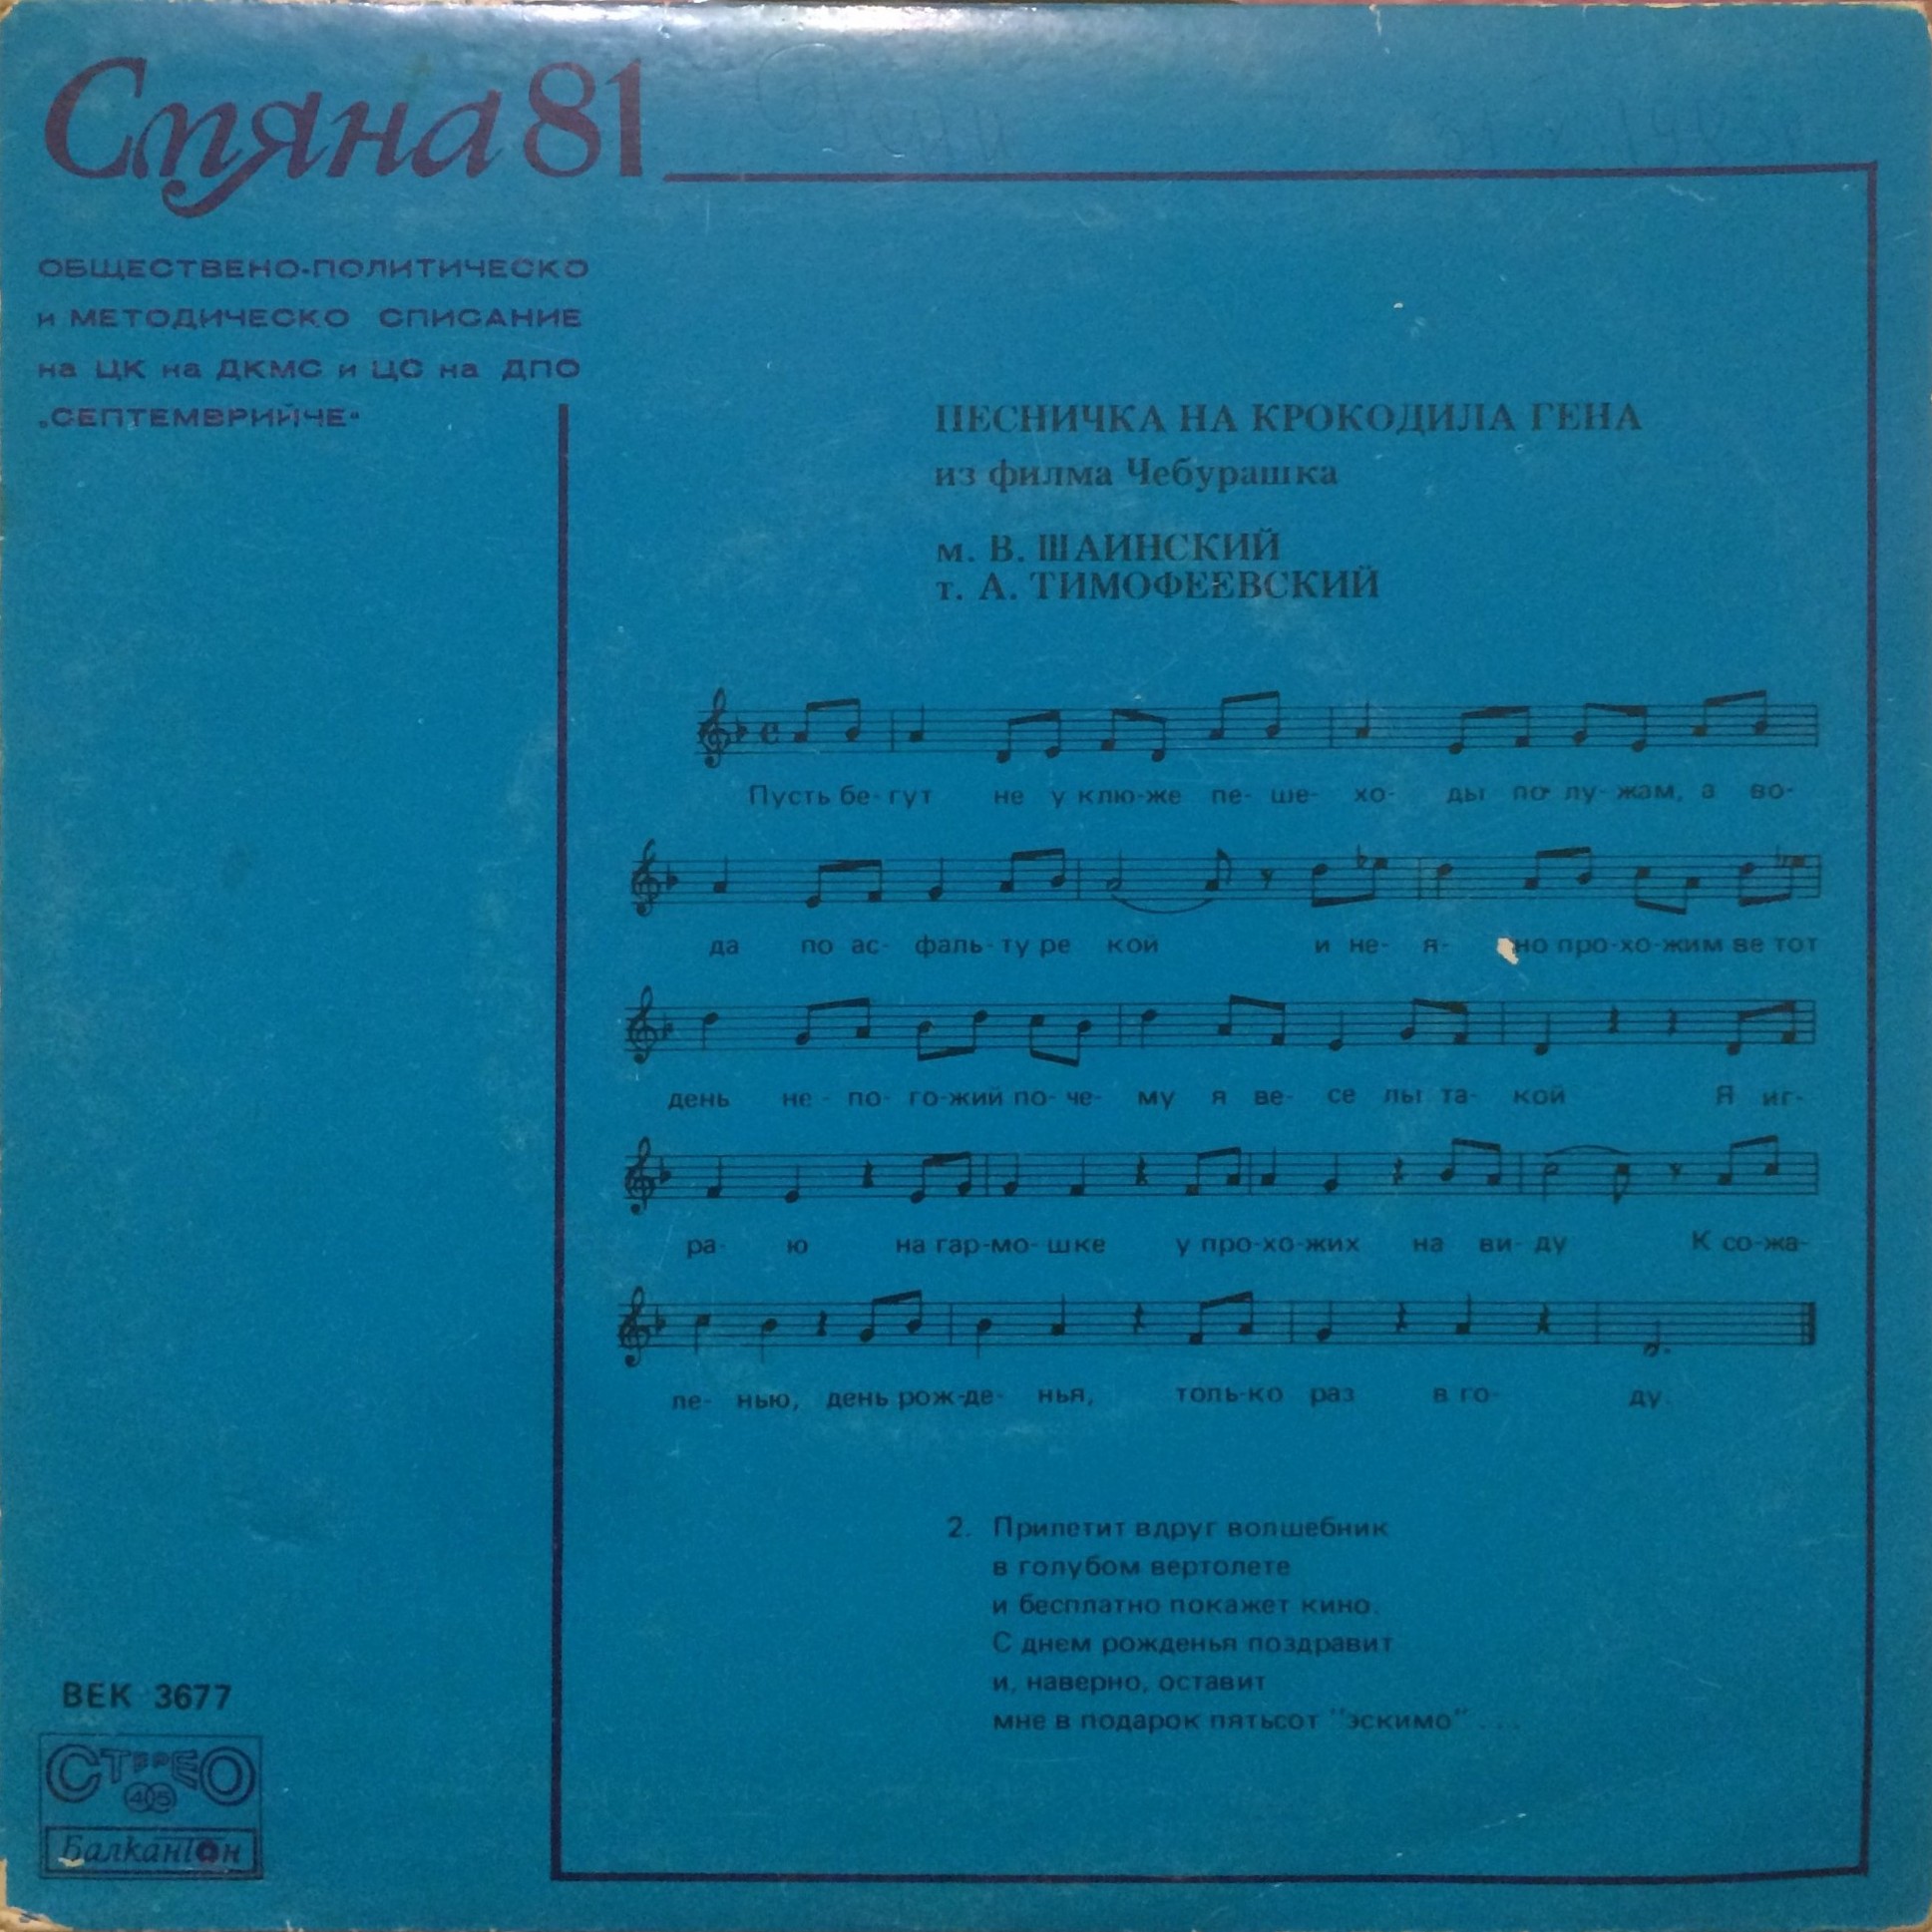 Смяна 81
ОБЩЕСТВЕНО-ПОЛИТИЧЕСКО
и МЕТОДИЧЕСКО СПИСАНИЕ
на ЦК на ДКМС и ЦС на ДПО
„СЕПТЕМВРИЙЧЕ“
ПЕСНИЧКА НА КРОКОДИЛА ГЕНА
из филма Чебурашка
м. В. ШАИНСКИЙ
т. А. ТИМОФЕЕВСКИЙ
Пусть бе- гут не у клю-же пе- ше- хо- ды по- лу- жам, а во-
да по ас- фаль- ту ре кой и не- я- но про-хо-жим ве тот
день не - по- го-жий по- че- му я ве- се лы та- кой Я иг-
ра- ю на гар-мо- шке у про-хо-жих на ви- ду К со-жа-
ле- нью, день рож-де- нья, толь-ко раз в го- ду.
2. Прилетит вдруг волшебник
в голубом вертолете
и бесплатно покажет кино.
С днем рожденья поздравит
и, наверно, оставит
мне в подарок пятьсот "эскимо" . . .
ВЕК 3677
СТЕРЕО
405
Балкантон